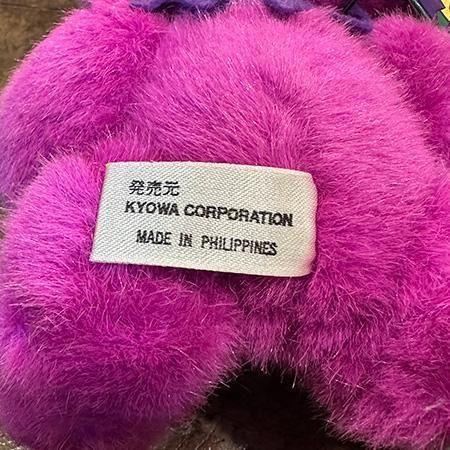 発売元
KYOWA CORPORATION
MADE IN PHILIPPINES